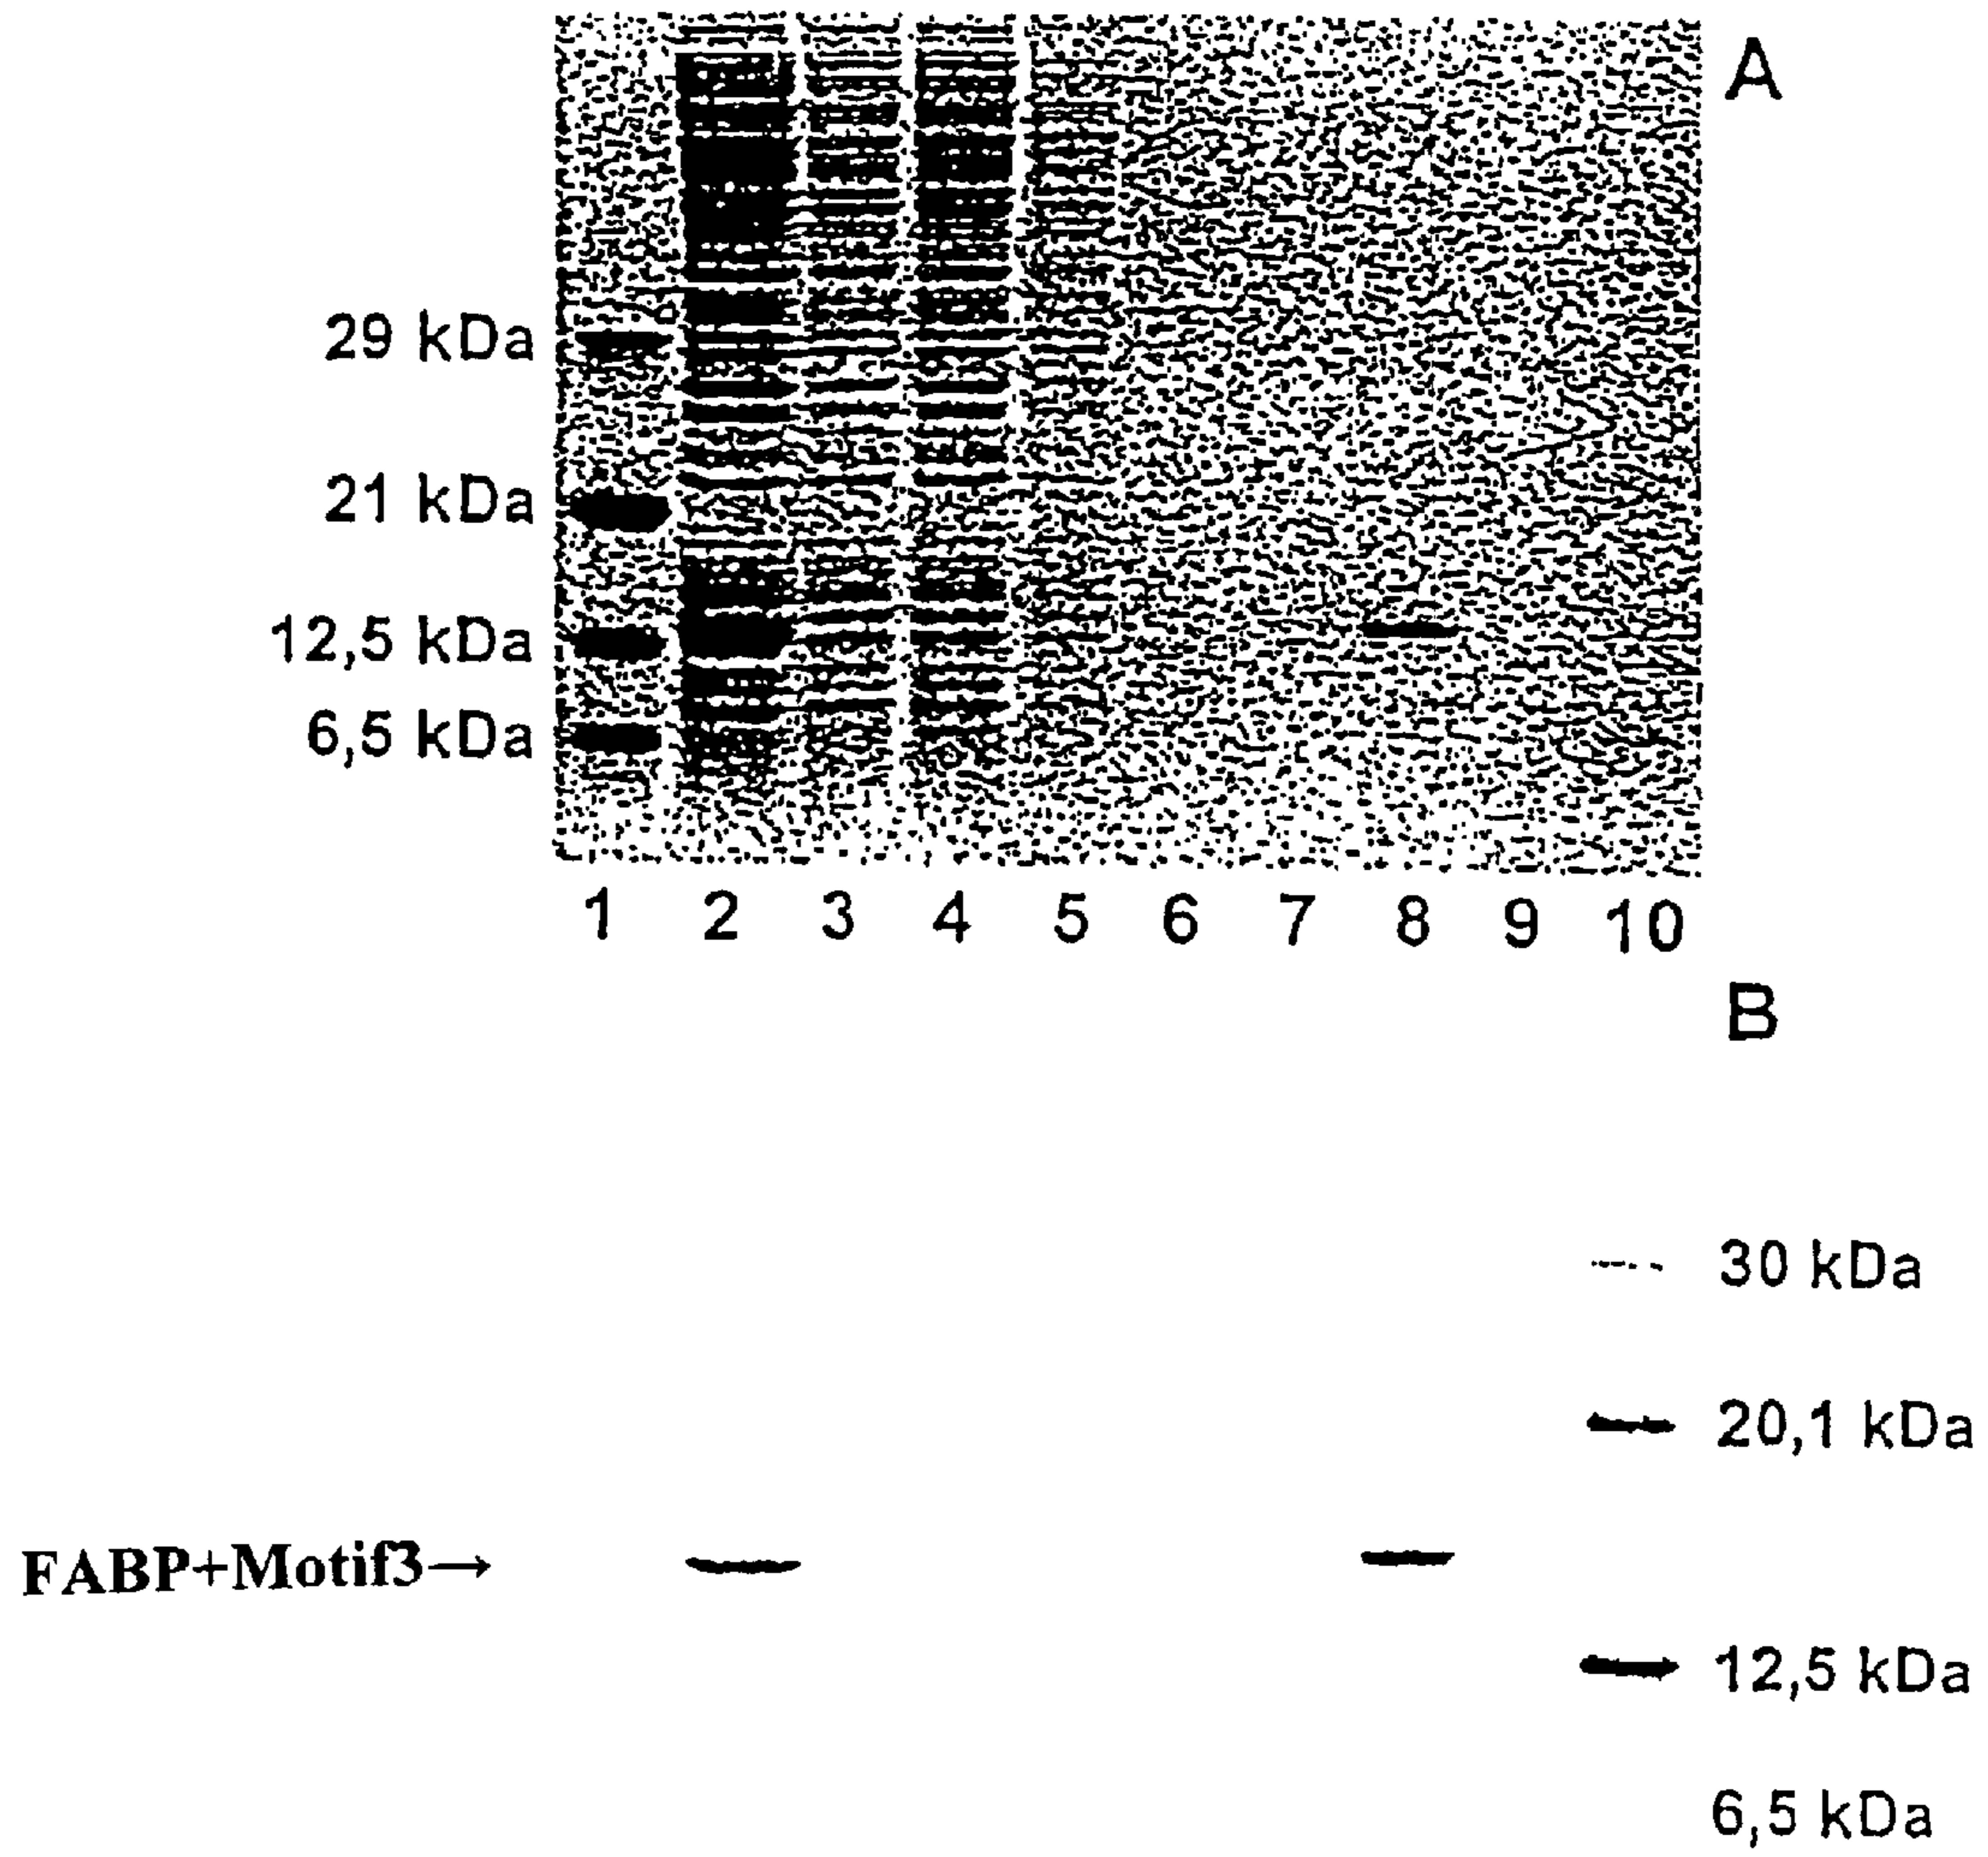 A
29 kDa
21 kDa
12,5 kDa
6,5 kDa
1 2 3 4 5 6 7 8 9 10
B
30 kDa
20,1 kDa
FABP+Motif3→
12,5 kDa
6,5 kDa